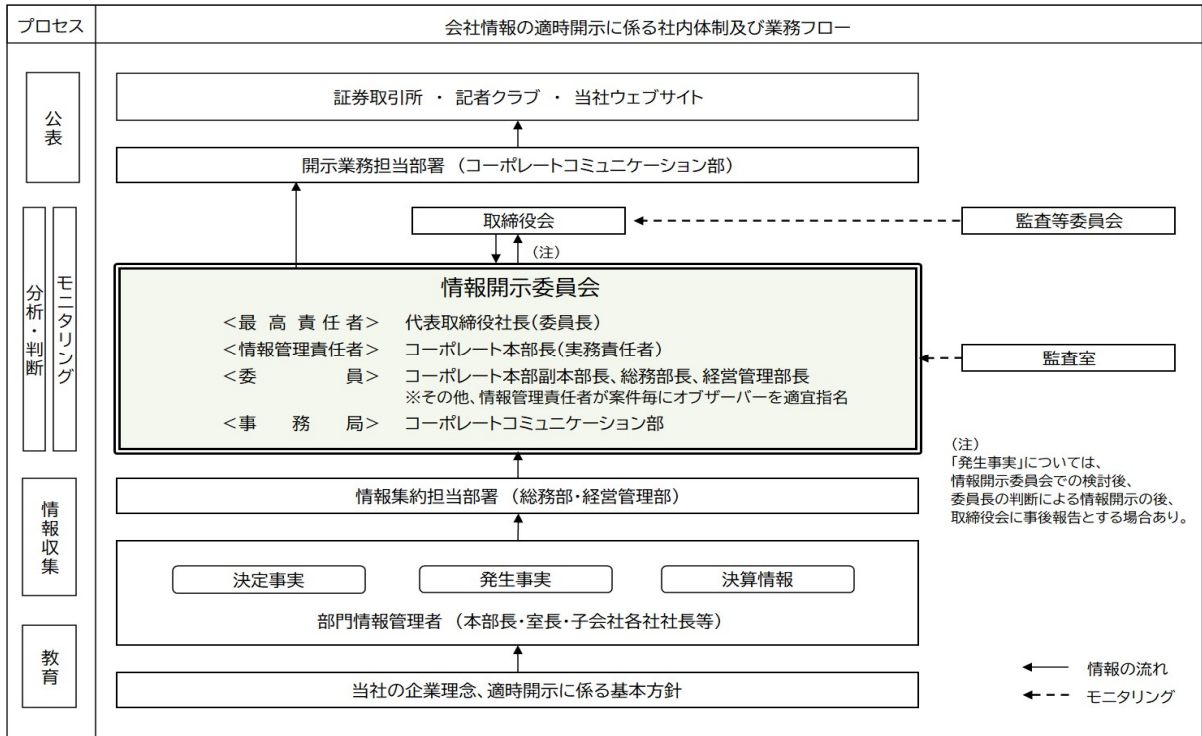 プロセス
会社情報の適時開示に係る社内体制及び業務フロー
公表
証券取引所 ・ 記者クラブ ・ 当社ウェブサイト
開示業務担当部署 (コーポレートコミュニケーション部)
分析・判断
モニタリング
取締役会
監査等委員会
(注)
情報開示委員会
<最 高 責 任 者> 代表取締役社長(委員長)
<情報管理責任者> コーポレート本部長(実務責任者)
<委 員> コーポレート本部副本部長、総務部長、経営管理部長
※その他、情報管理責任者が案件毎にオブザーバーを適宜指名
<事 務 局> コーポレートコミュニケーション部
監査室
(注)
「発生事実」については、
情報開示委員会での検討後、
委員長の判断による情報開示の後、
取締役会に事後報告とする場合あり。
情報収集
情報集約担当部署 (総務部・経営管理部)
決定事実
発生事実
決算情報
部門情報管理者 (本部長・室長・子会社各社社長等)
教育
当社の企業理念、適時開示に係る基本方針
情報の流れ
モニタリング